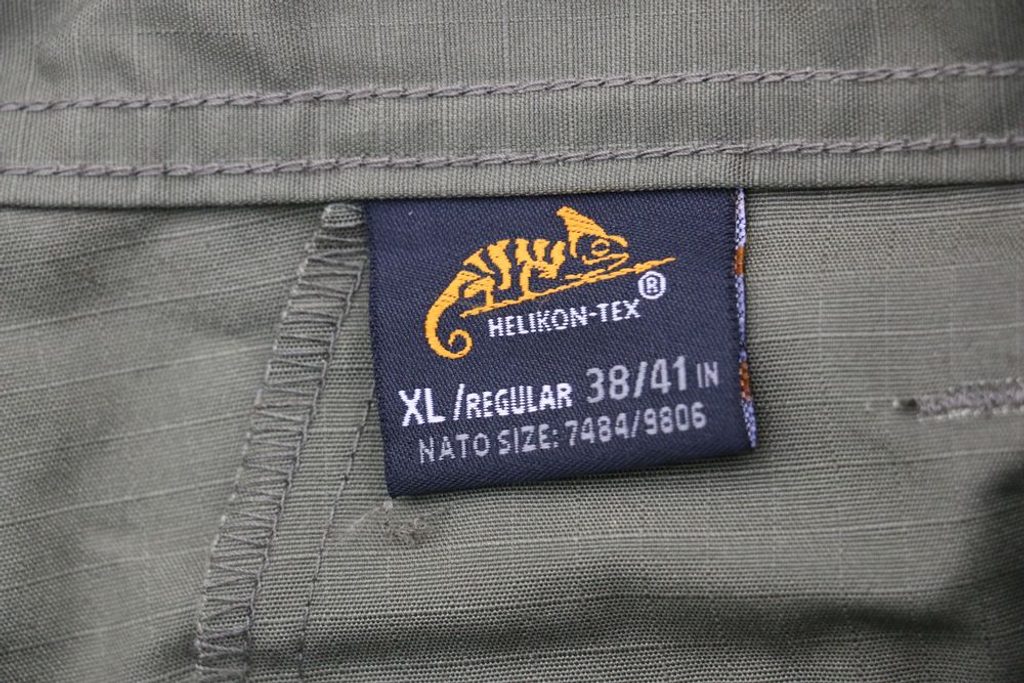 HELIKON-TEX®
XL /REGULAR 38/41 IN
NATO SIZE: 7484/9806